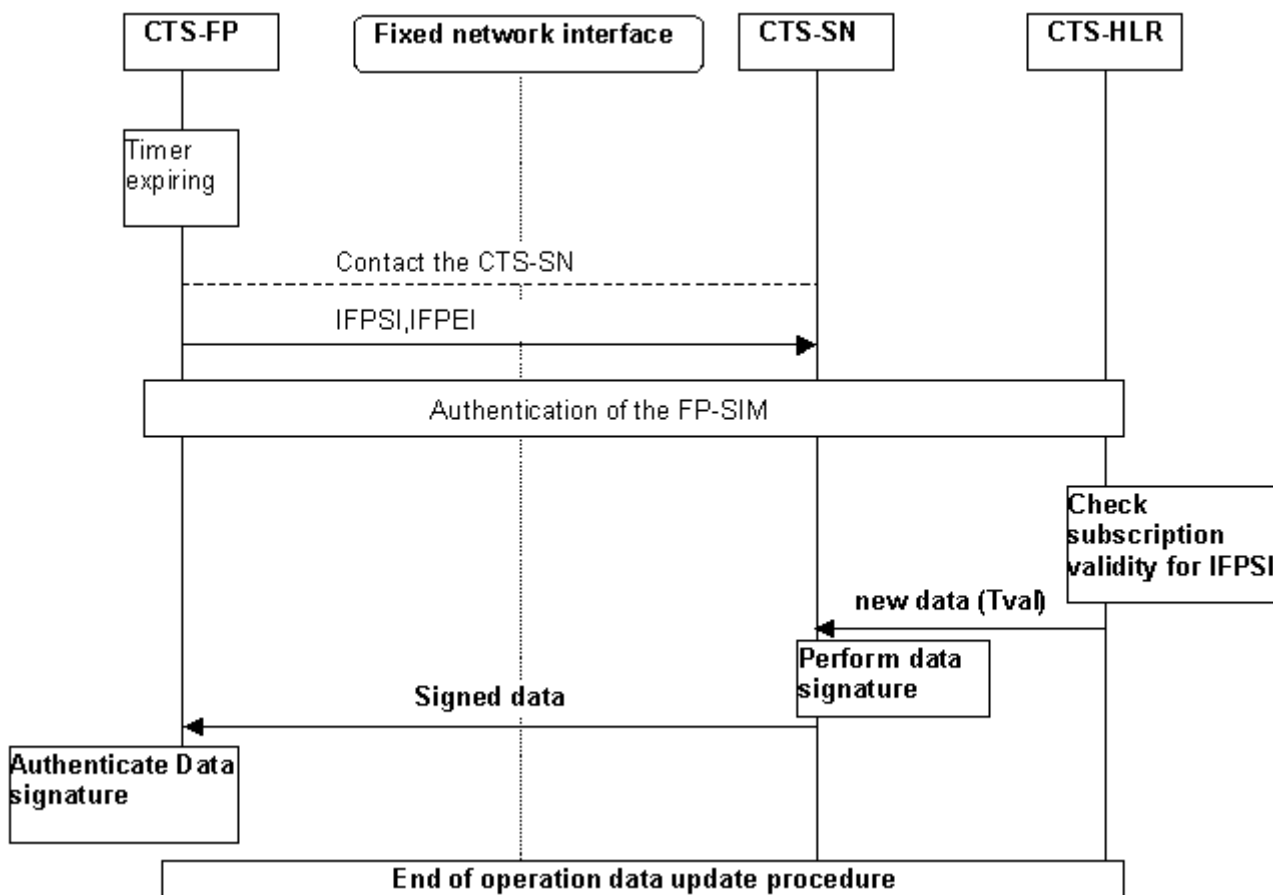 CTS-FP
Fixed network interface
CTS-SN
CTS-HLR
Timer
expiring
Contact the CTS-SN
IFPSI,IFPEI
Authentication of the FP-SIM
Check
subscription
validity for IFPSI
new data (Tval)
Perform data
signature
Signed data
Authenticate Data
signature
End of operation data update procedure